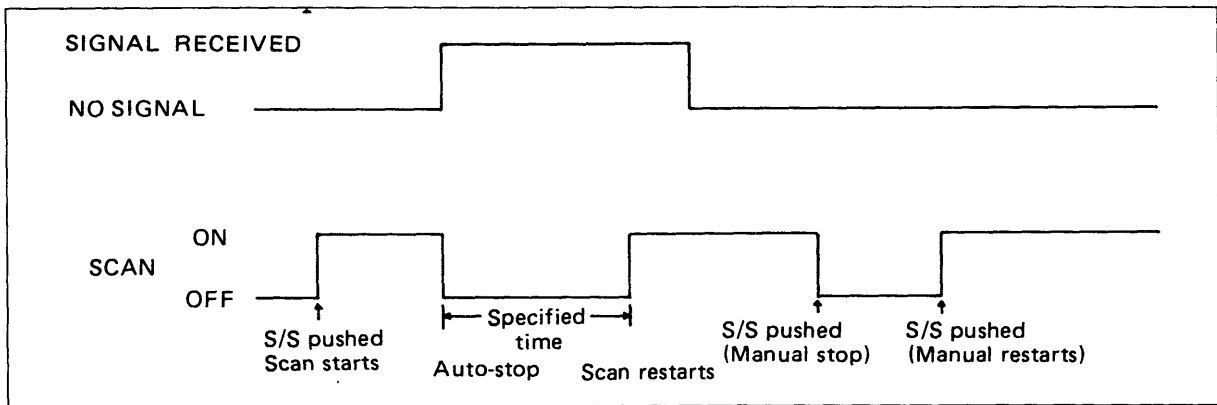 SIGNAL RECEIVED
NO SIGNAL
ON
SCAN
OFF
S/S pushed
Scan starts
Specified
time
Auto-stop
Scan restarts
S/S pushed
(Manual stop)
S/S pushed
(Manual restarts)